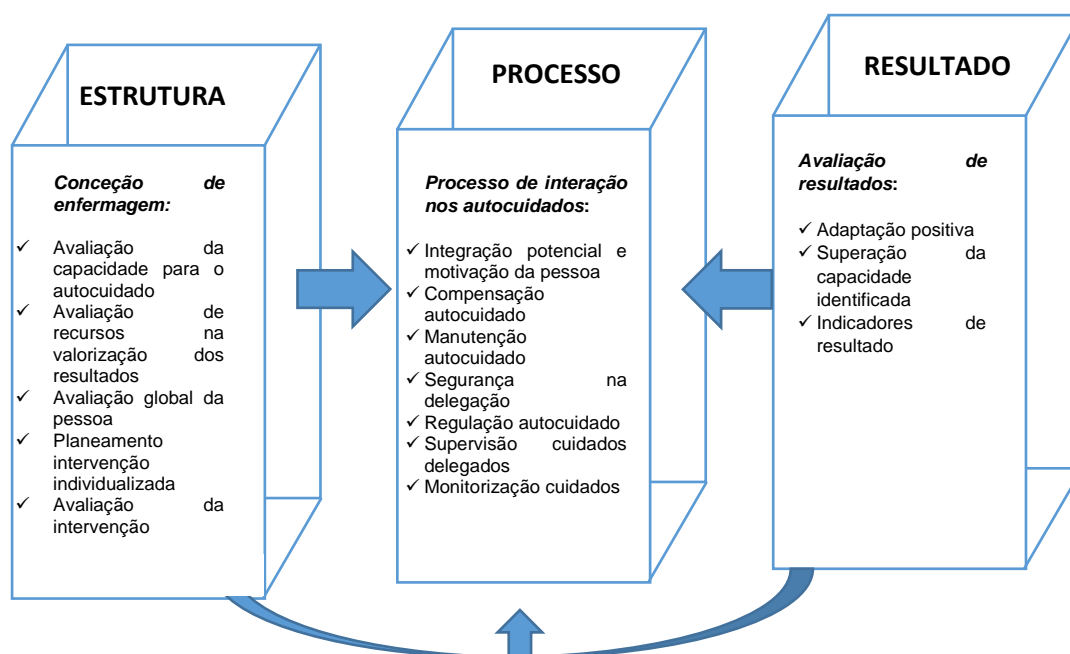 ESTRUTURA
Conceção de
enfermagem:
✓ Avaliação da
capacidade para o
autocuidado
✓ Avaliação de
recursos na
valorização dos
resultados
✓ Avaliação global da
pessoa
✓ Planeamento
intervenção
individualizada
✓ Avaliação da
intervenção
PROCESSO
Processo de interação
nos autocuidados:
✓ Integração potencial e
motivação da pessoa
✓ Compensação
autocuidado
✓ Manutenção
autocuidado
✓ Segurança na
delegação
✓ Regulação autocuidado
✓ Supervisão cuidados
delegados
✓ Monitorização cuidados
RESULTADO
Avaliação de
resultados:
✓ Adaptação positiva
✓ Superação da
capacidade
identificada
✓ Indicadores de
resultado